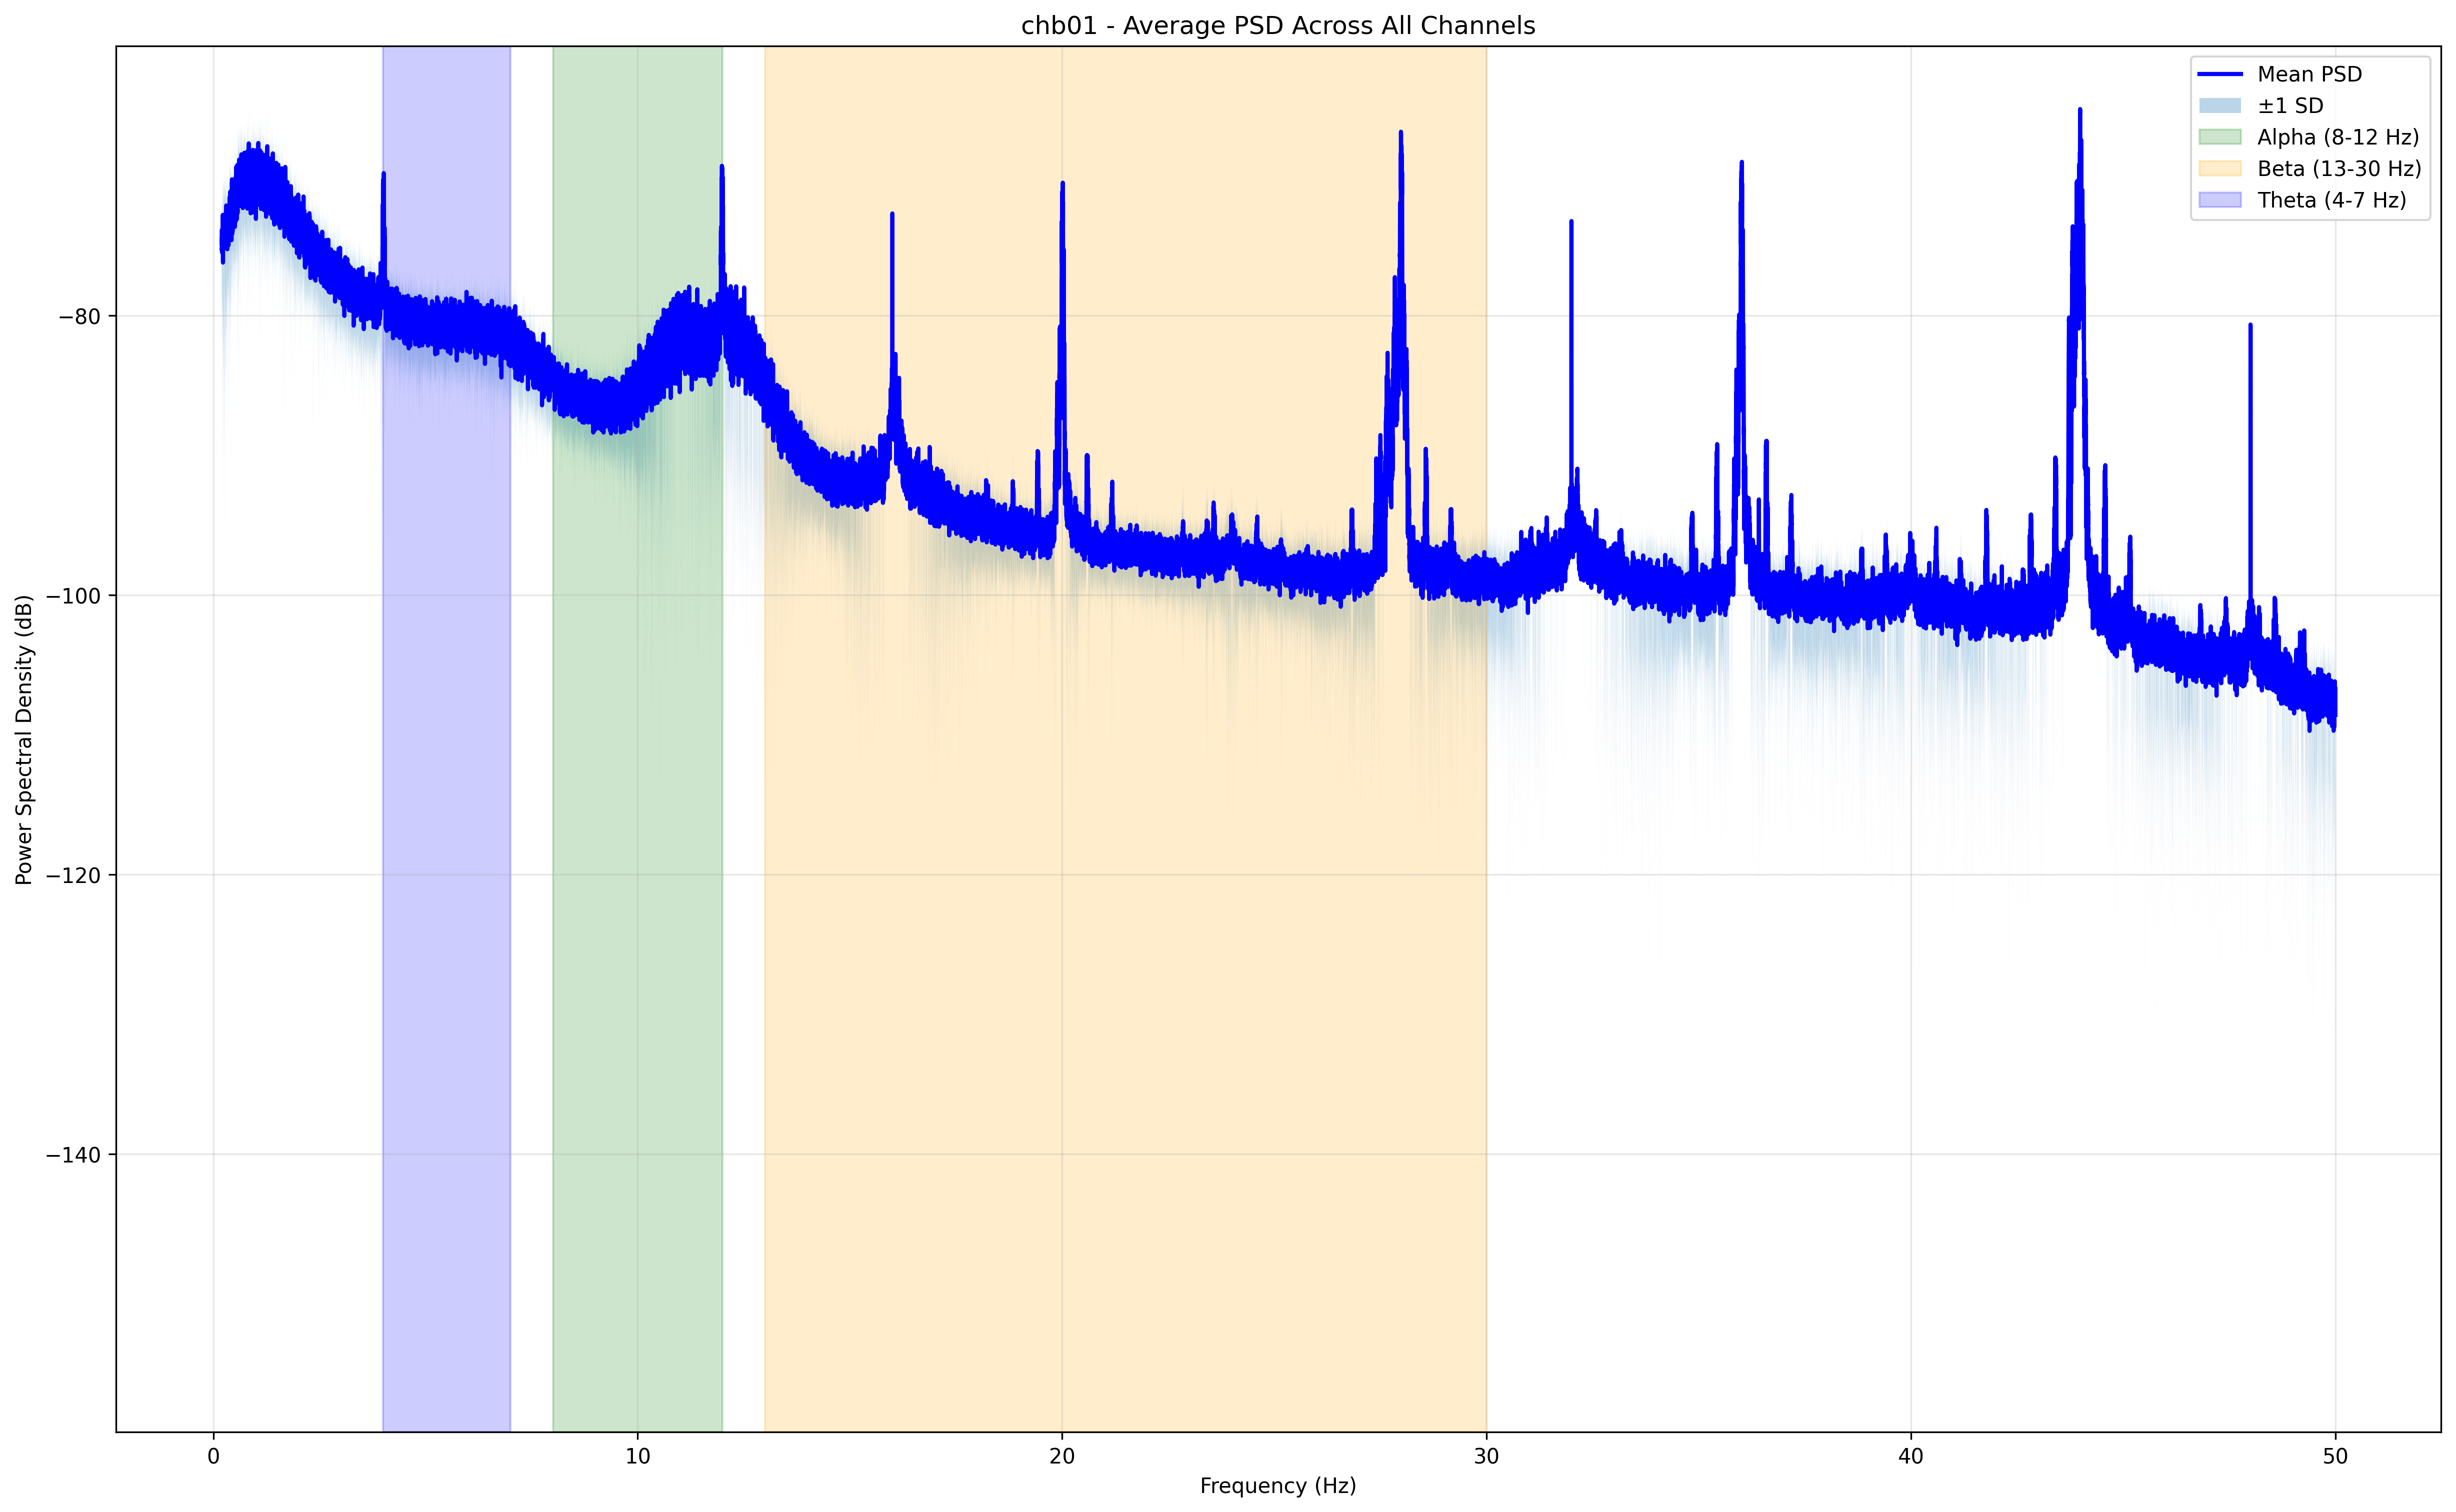 chb01 - Average PSD Across All Channels
Mean PSD
±1 SD
Alpha (8-12 Hz)
Beta (13-30 Hz)
Theta (4-7 Hz)
Power Spectral Density (dB)
−80
−100
−120
−140
0 10 20 30 40 50
Frequency (Hz)